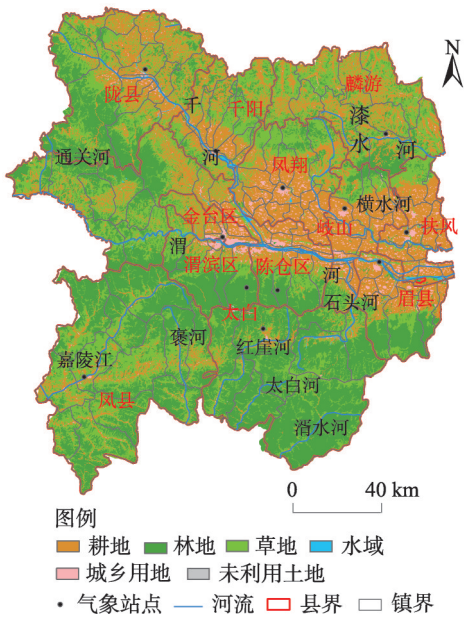 N
麟游
陇县
千
千阳
漆
水
河
通关河
河
凤翔
横水河
金台区
岐山
扶风
渭
渭滨区
陈仓区
河
石头河
眉县
太白
褒河
红崖河
嘉陵江
太白河
凤县
湑水河
0 40 km
图例
耕地 林地 草地 水域
城乡用地 未利用土地
气象站点 河流 县界 镇界